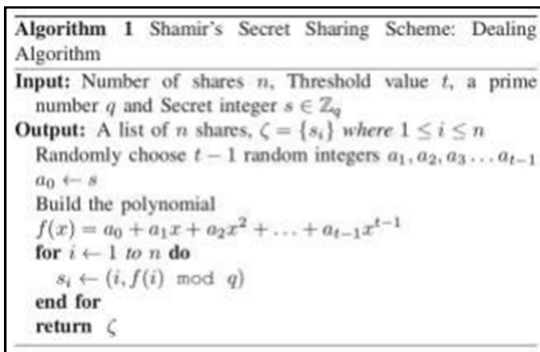 Algorithm 1 Shamir's Secret Sharing Scheme: Dealing
Algorithm
Input: Number of shares n, Threshold value t, a prime
number q and Secret integer s ∈ ℤq
Output: A list of n shares, ζ = {sᵢ} where 1 ≤ i ≤ n
Randomly choose t − 1 random integers a₁, a₂, a₃ … aₜ₋₁
a₀ ← s
Build the polynomial
f(x) = a₀ + a₁x + a₂x² + … + aₜ₋₁xᵗ⁻¹
for i ← 1 to n do
sᵢ ← (i, f(i) mod q)
end for
return ζ